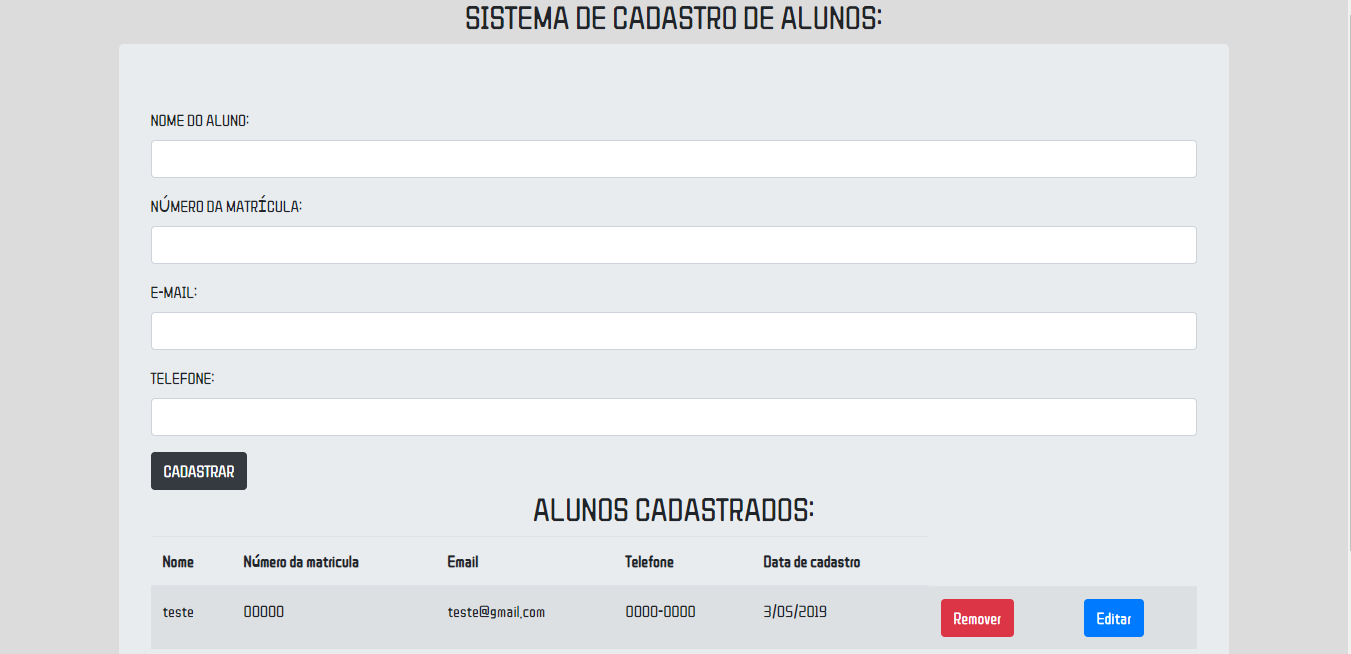 SISTEMA DE CADASTRO DE ALUNOS:
NOME DO ALUNO:
NÚMERO DA MATRÍCULA:
E-MAIL:
TELEFONE:
CADASTRAR
ALUNOS CADASTRADOS:
Nome Número da matricula Email Telefone Data de cadastro
teste 00000 teste@gmail.com 0000-0000 3/05/2019 Remover Editar